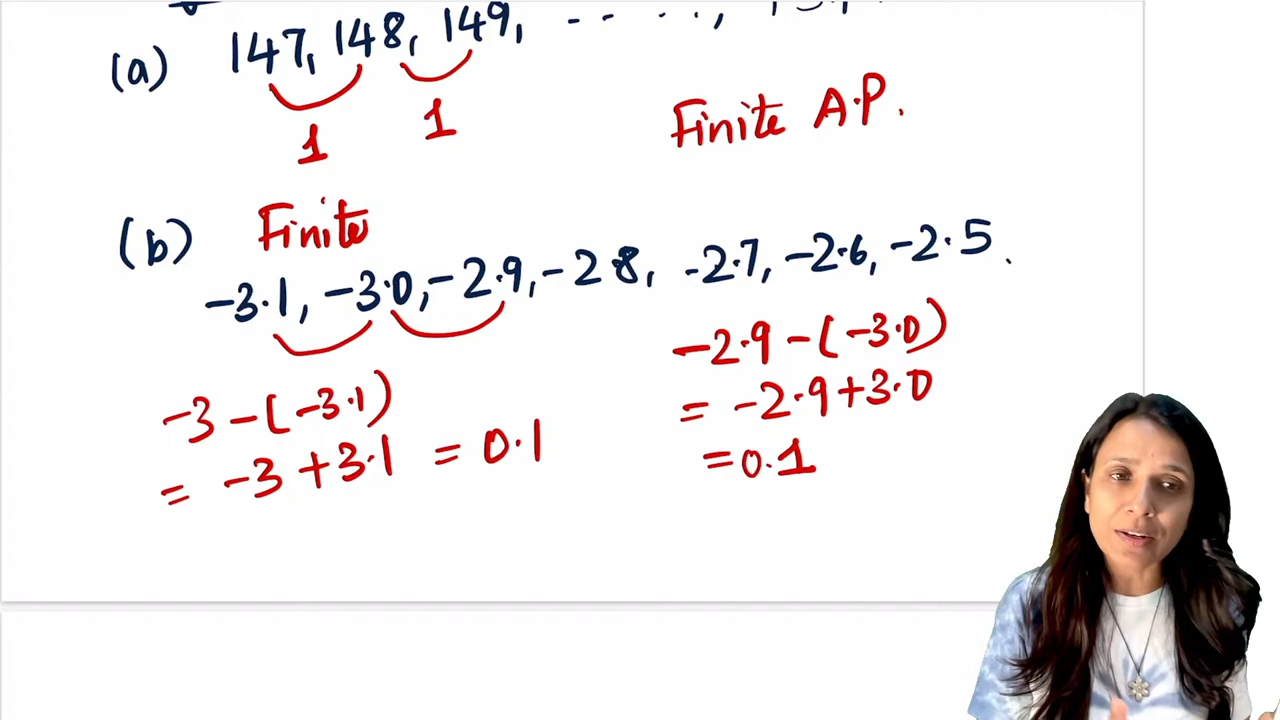 (a) 147, 148, 149, - - - - - ,
1 1
Finite A.P.
(b) Finite
-3.1, -3.0, -2.9, -2.8, -2.7, -2.6, -2.5.
-3 - (-3.1)
= -3 + 3.1 = 0.1
-2.9 - (-3.0)
= -2.9 + 3.0
= 0.1